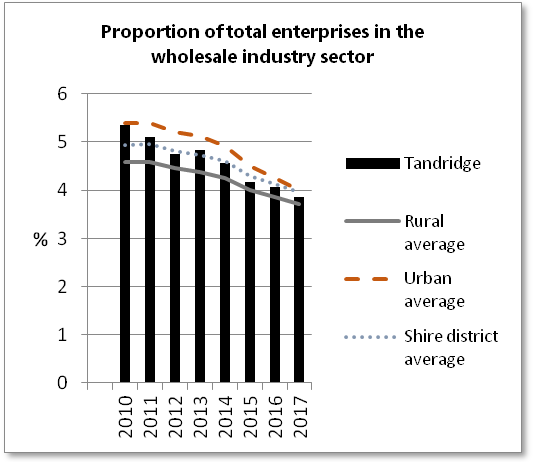 Proportion of total enterprises in the
wholesale industry sector
6
5
4
3
2
1
0
%
2010
2011
2012
2013
2014
2015
2016
2017
Tandridge
Rural
average
Urban
average
Shire district
average